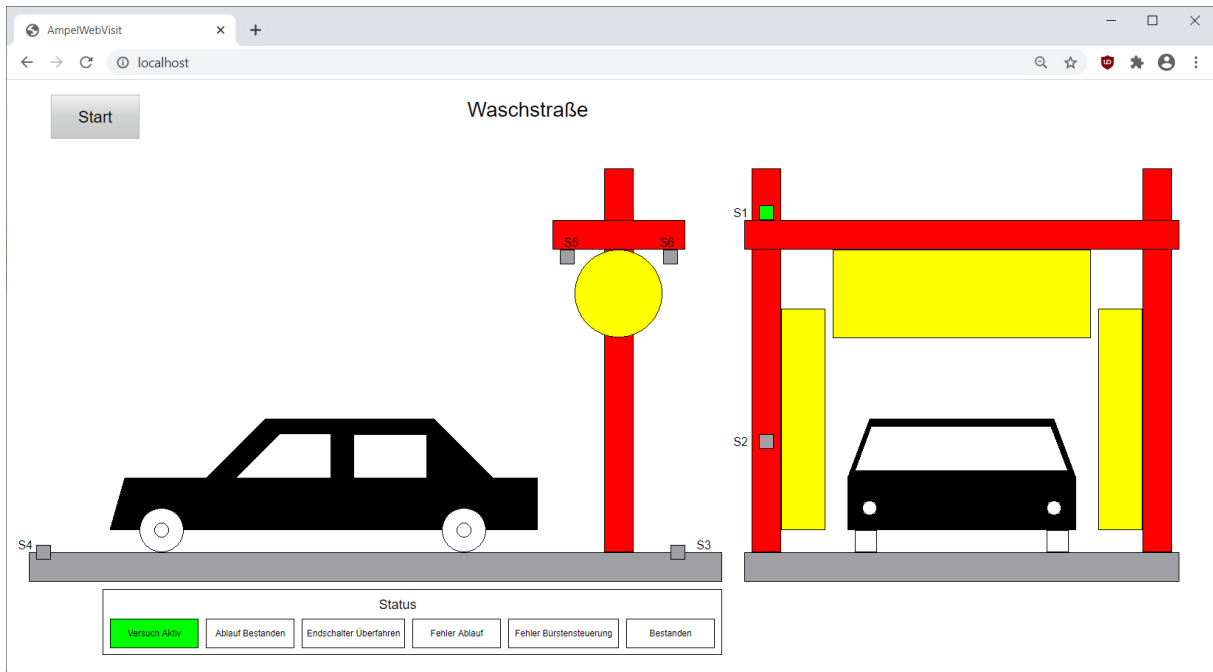 AmpelWebVisit
localhost
Start
Waschstraße
S1
S5
S6
S2
S4
S3
Status
Versuch Aktiv
Ablauf Bestanden
Endschalter Überfahren
Fehler Ablauf
Fehler Bürstensteuerung
Bestanden